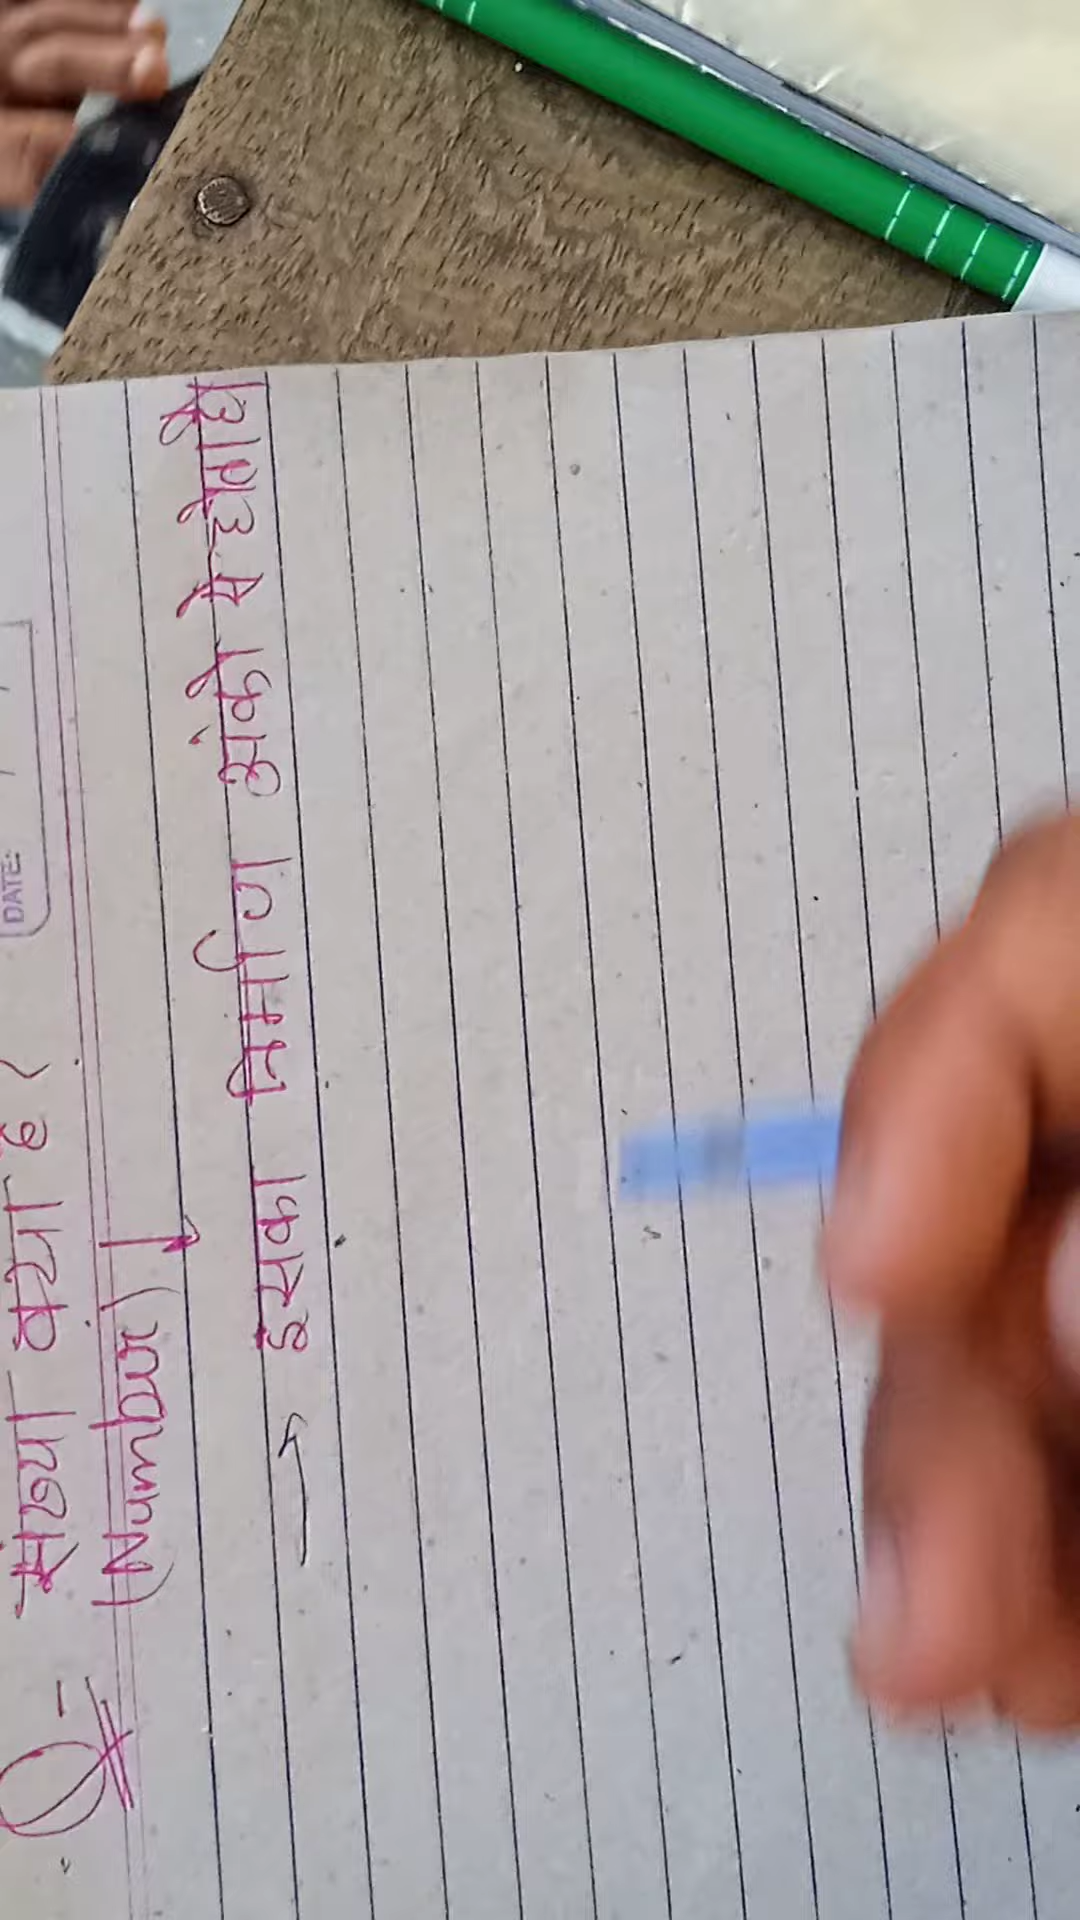 DATE:
Q- संख्या क्या है?
(Number)
→ इसका निर्माण अंको से हुआ